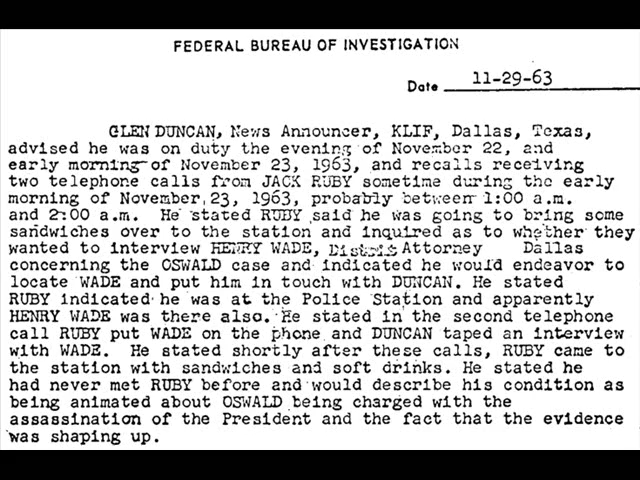 FEDERAL BUREAU OF INVESTIGATION
Date 11-29-63
GLEN DUNCAN, News Announcer, KLIF, Dallas, Texas,
advised he was on duty the evening of November 22, and
early morning of November 23, 1963, and recalls receiving
two telephone calls from JACK RUBY sometime during the early
morning of November 23, 1963, probably between 1:00 a.m.
and 2:00 a.m. He stated RUBY said he was going to bring some
sandwiches over to the station and inquired as to whether they
wanted to interview HENRY WADE, District Attorney Dallas
concerning the OSWALD case and indicated he would endeavor to
locate WADE and put him in touch with DUNCAN. He stated
RUBY indicated he was at the Police Station and apparently
HENRY WADE was there also. He stated in the second telephone
call RUBY put WADE on the phone and DUNCAN taped an interview
with WADE. He stated shortly after these calls, RUBY came to
the station with sandwiches and soft drinks. He stated he
had never met RUBY before and would describe his condition as
being animated about OSWALD being charged with the
assassination of the President and the fact that the evidence
was shaping up.